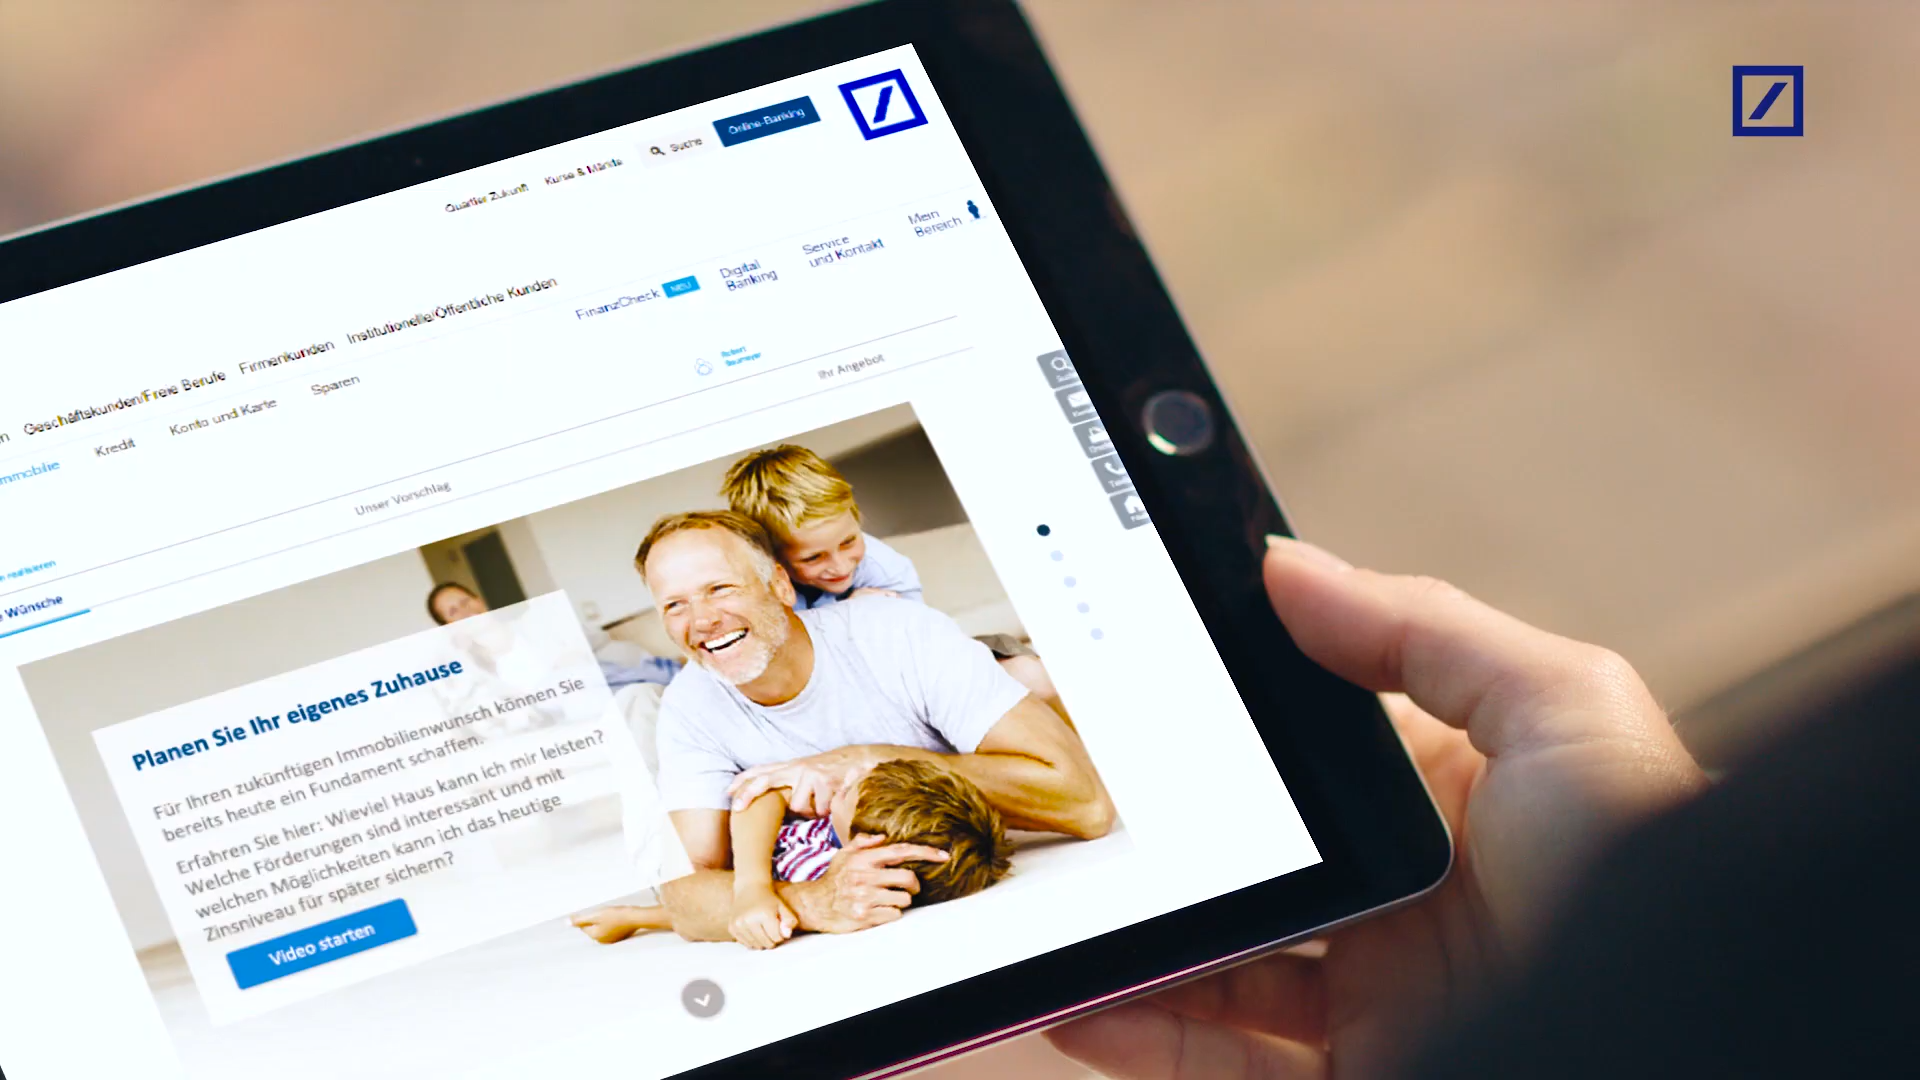 Online-Banking
Suche
Kurse & Märkte
Quartier Zukunft
Mein
Bereich
Service
und Kontakt
Digital
Banking
FinanzCheck NEU
Institutionelle/Öffentliche Kunden
Firmenkunden
Geschäftskunden/Freie Berufe
Sparen
Konto und Karte
Kredit
Immobilie
Robert
Ihr Angebot
Unser Vorschlag
realisieren
Wünsche
Planen Sie Ihr eigenes Zuhause
Für Ihren zukünftigen Immobilienwunsch können Sie
bereits heute ein Fundament schaffen.
Erfahren Sie hier: Wieviel Haus kann ich mir leisten?
Welche Förderungen sind interessant und mit
welchen Möglichkeiten kann ich das heutige
Zinsniveau für später sichern?
Video starten